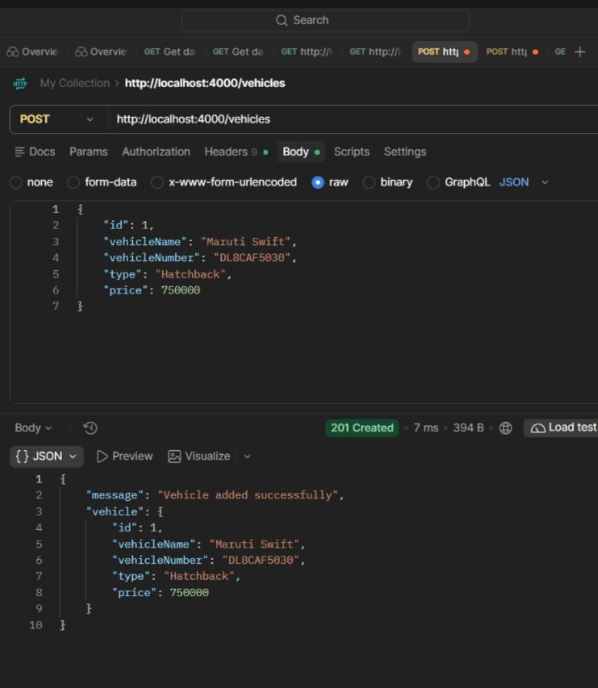 Search
Overvie Overvie GET Get da GET Get da GET http:// GET http:// POST http POST http GE
HTTP My Collection > http://localhost:4000/vehicles
POST http://localhost:4000/vehicles
Docs Params Authorization Headers 9 Body Scripts Settings
none form-data x-www-form-urlencoded raw binary GraphQL JSON
1 {
2 "id": 1,
3 "vehicleName": "Maruti Swift",
4 "vehicleNumber": "DL8CAF5030",
5 "type": "Hatchback",
6 "price": 750000
7 }
Body 201 Created 7 ms 394 B Load test
{} JSON Preview Visualize
1 {
2 "message": "Vehicle added successfully",
3 "vehicle": {
4 "id": 1,
5 "vehicleName": "Maruti Swift",
6 "vehicleNumber": "DL8CAF5030",
7 "type": "Hatchback",
8 "price": 750000
9 }
10 }